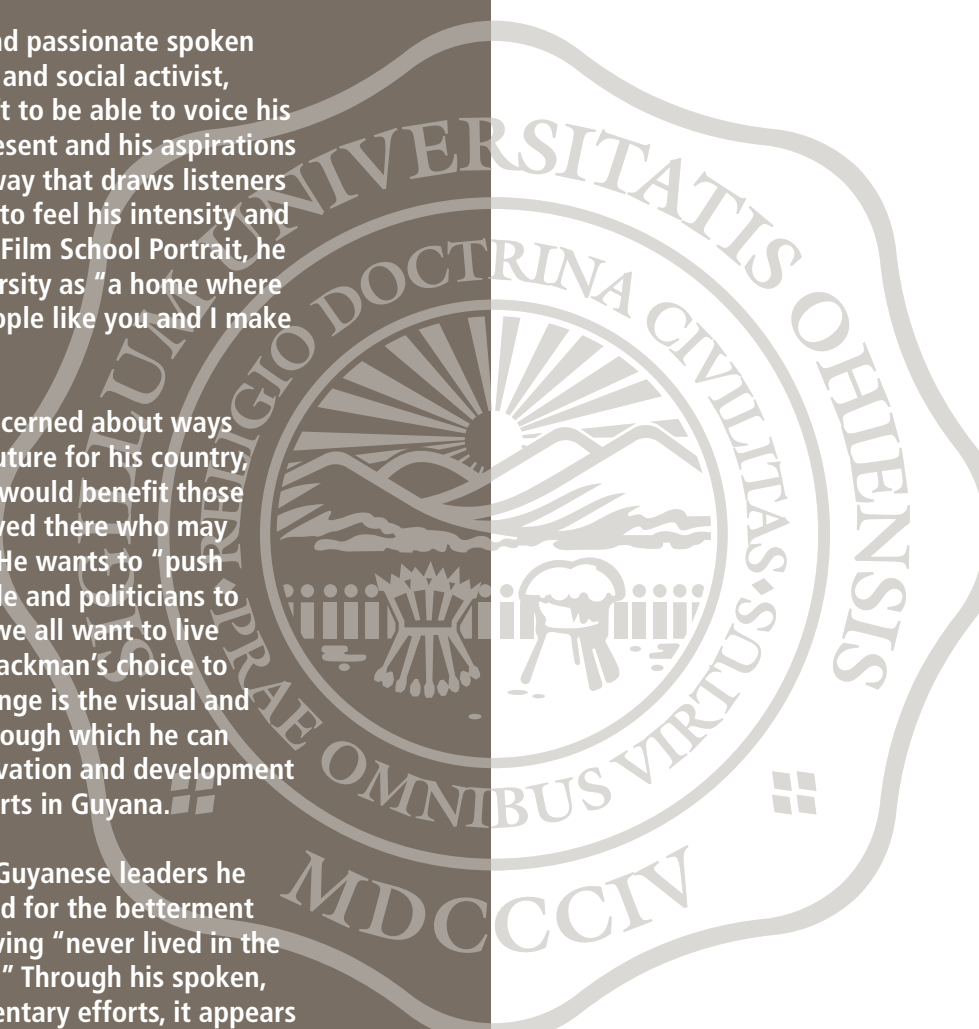 nd passionate spoken
and social activist,
t to be able to voice his
esent and his aspirations
way that draws listeners
to feel his intensity and
Film School Portrait, he
rsity as “a home where
ople like you and I make
cerned about ways
uture for his country,
would benefit those
ved there who may
He wants to “push
le and politicians to
we all want to live
ackman’s choice to
nge is the visual and
ough which he can
vation and development
rts in Guyana.
Guyanese leaders he
d for the betterment
ving “never lived in the
” Through his spoken,
entary efforts, it appears
SIGILLUM UNIVERSITATIS OHIENSIS
RELIGIO DOCTRINA CIVILITAS
PRAE OMNIBUS VIRTUS
MDCCCIV